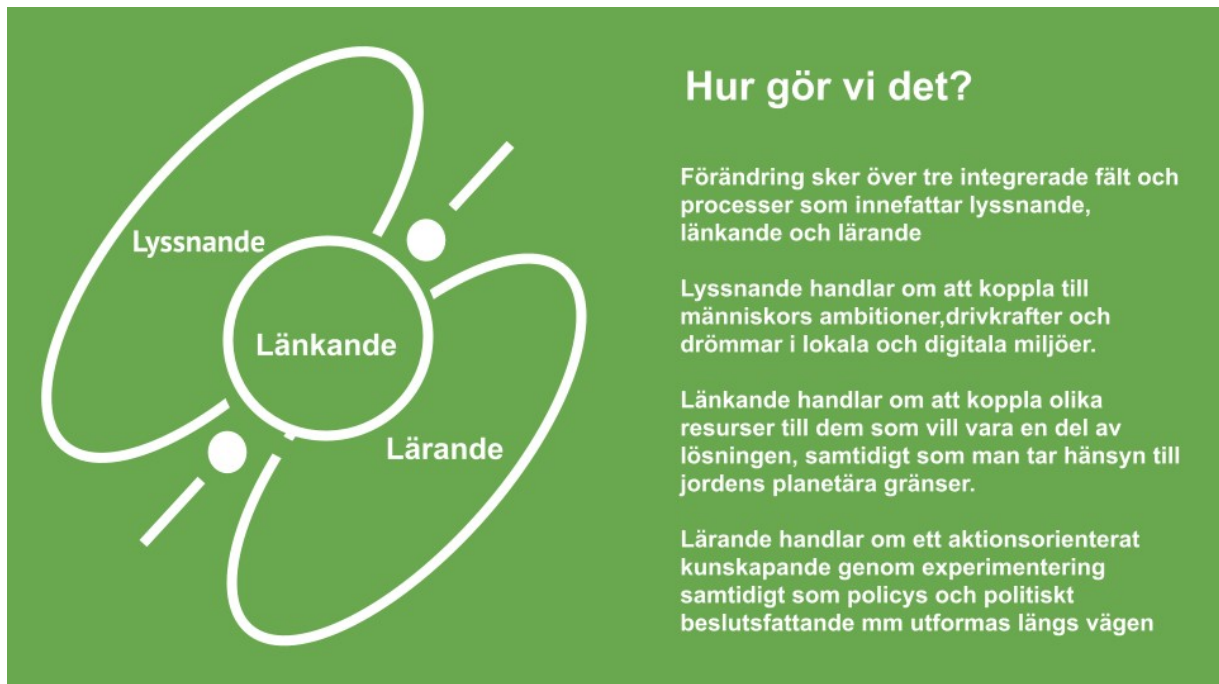 Lyssnande
Länkande
Lärande
Hur gör vi det?
Förändring sker över tre integrerade fält och
processer som innefattar lyssnande,
länkande och lärande
Lyssnande handlar om att koppla till
människors ambitioner,drivkrafter och
drömmar i lokala och digitala miljöer.
Länkande handlar om att koppla olika
resurser till dem som vill vara en del av
lösningen, samtidigt som man tar hänsyn till
jordens planetära gränser.
Lärande handlar om ett aktionsorienterat
kunskapande genom experimentering
samtidigt som policys och politiskt
beslutsfattande mm utformas längs vägen